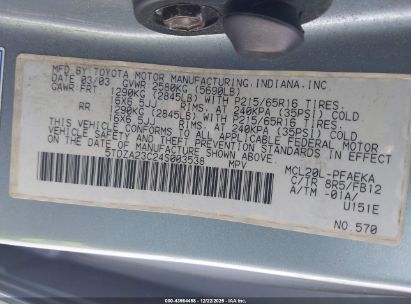 MFD.BY:TOYOTA MOTOR MANUFACTURING,INDIANA,INC.
03/03 GVWR 2580KG (5690LB)
GAWR:FRT 1290KG (2845LB) WITH P215/65R16 TIRES,
16X6.5JJ RIMS, AT 240KPA (35PSI) COLD
RR 1290KG (2845LB) WITH P215/65R16 TIRES,
16X6.5JJ RIMS, AT 240KPA (35PSI) COLD
THIS VEHICLE CONFORMS TO ALL APPLICABLE FEDERAL MOTOR
VEHICLE SAFETY AND THEFT PREVENTION STANDARDS IN EFFECT
ON THE DATE OF MANUFACTURE SHOWN ABOVE.
5TDZA23C24S003538 MPV
MCL20L-PFAEKA
C/TR 8R5/FB12
A/TM -01A/
U151E
NO.570